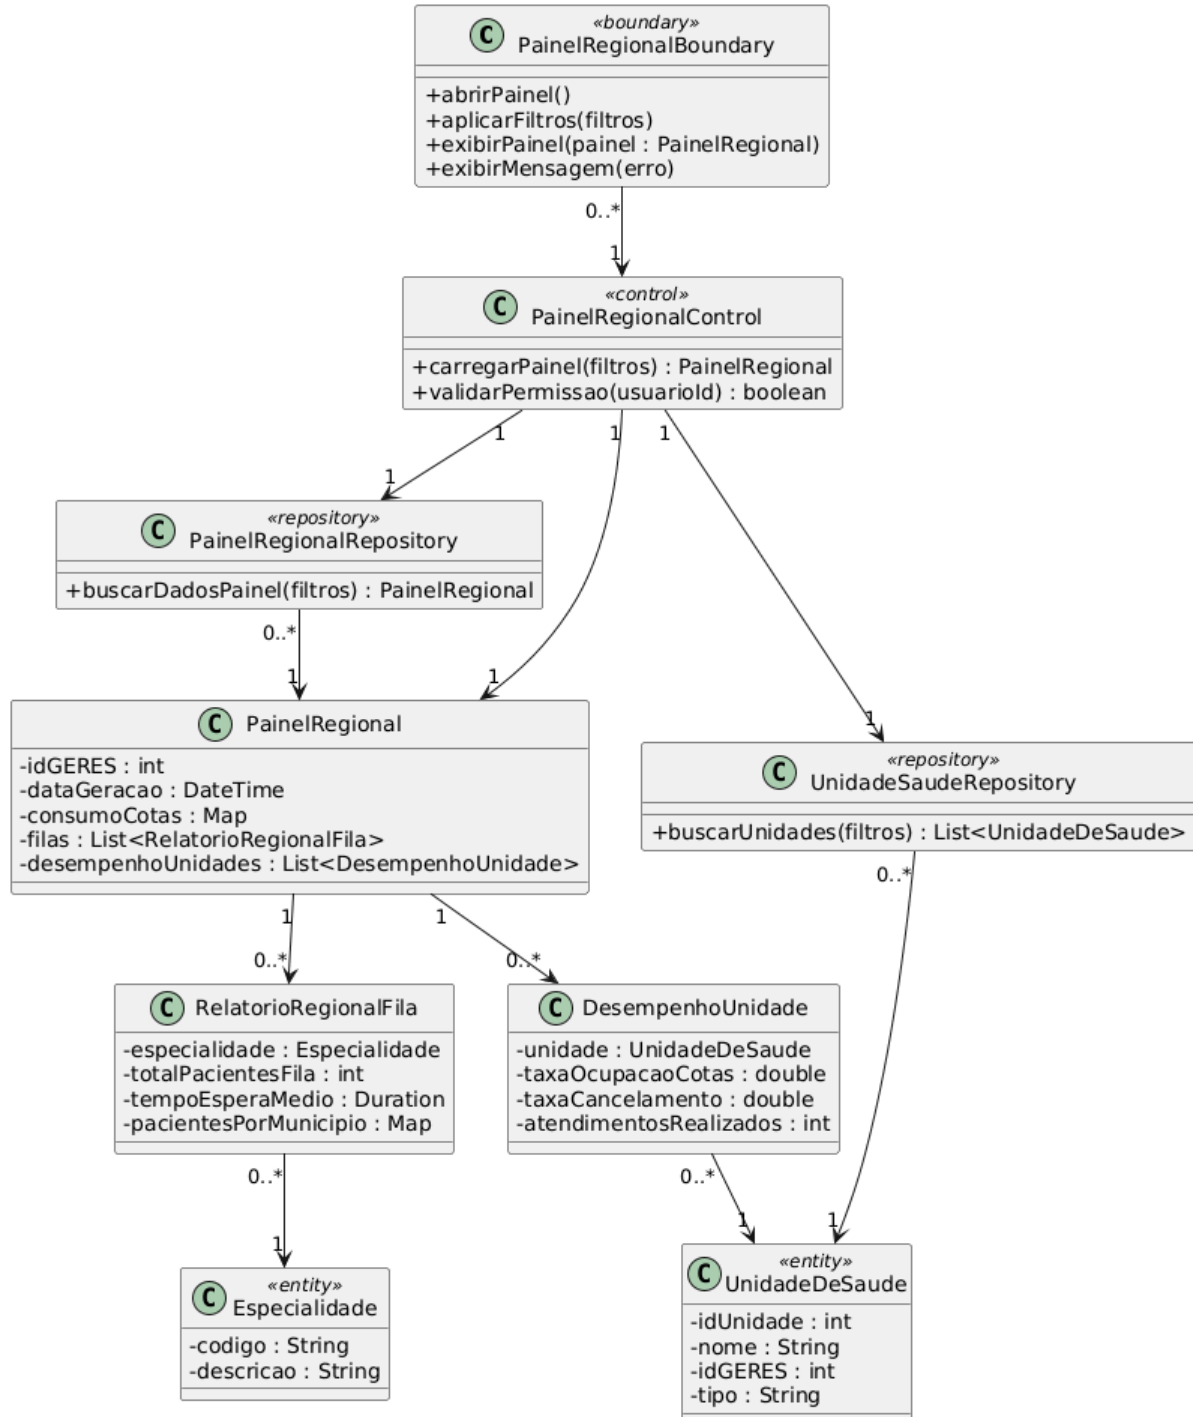 «boundary»
C PainelRegionalBoundary
+abrirPainel()
+aplicarFiltros(filtros)
+exibirPainel(painel : PainelRegional)
+exibirMensagem(erro)
0..*
1
«control»
C PainelRegionalControl
+carregarPainel(filtros) : PainelRegional
+validarPermissao(usuarioId) : boolean
1 1 1
1
«repository»
C PainelRegionalRepository
+buscarDadosPainel(filtros) : PainelRegional
0..*
1 1
C PainelRegional
-idGERES : int
-dataGeracao : DateTime
-consumoCotas : Map
-filas : List<RelatorioRegionalFila>
-desempenhoUnidades : List<DesempenhoUnidade>
1
«repository»
C UnidadeSaudeRepository
+buscarUnidades(filtros) : List<UnidadeDeSaude>
0..*
1 1
0..* 0..*
C RelatorioRegionalFila
-especialidade : Especialidade
-totalPacientesFila : int
-tempoEsperaMedio : Duration
-pacientesPorMunicipio : Map
C DesempenhoUnidade
-unidade : UnidadeDeSaude
-taxaOcupacaoCotas : double
-taxaCancelamento : double
-atendimentosRealizados : int
0..* 0..*
1 1 1
«entity»
C Especialidade
-codigo : String
-descricao : String
«entity»
C UnidadeDeSaude
-idUnidade : int
-nome : String
-idGERES : int
-tipo : String